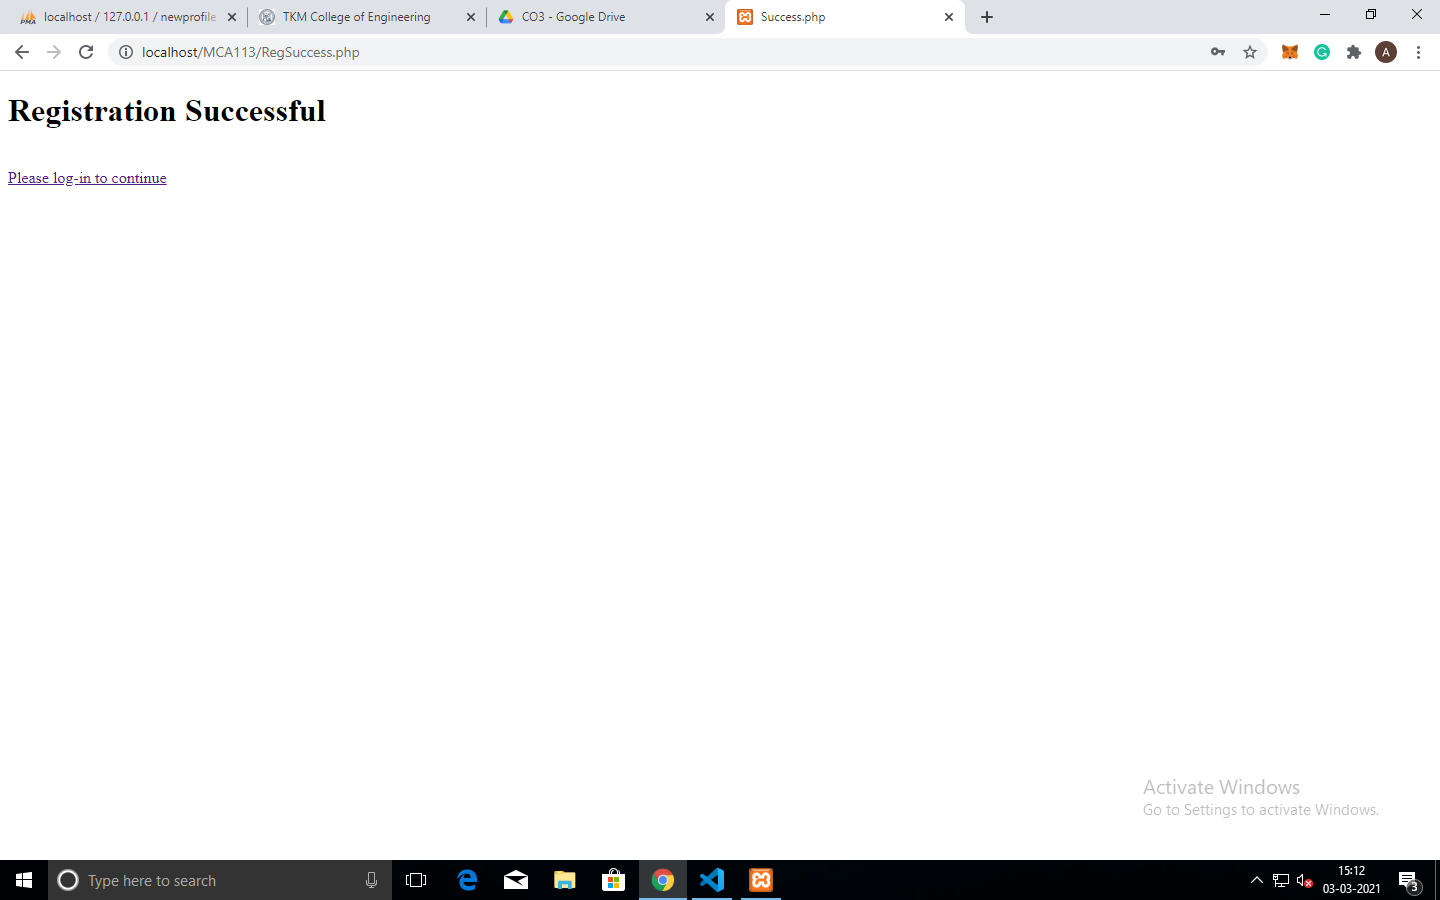 localhost / 127.0.0.1 / newprofile
TKM College of Engineering
CO3 - Google Drive
Success.php
localhost/MCA113/RegSuccess.php
A
Registration Successful
Please log-in to continue
Activate Windows
Go to Settings to activate Windows.
Type here to search
15:12
03-03-2021
3